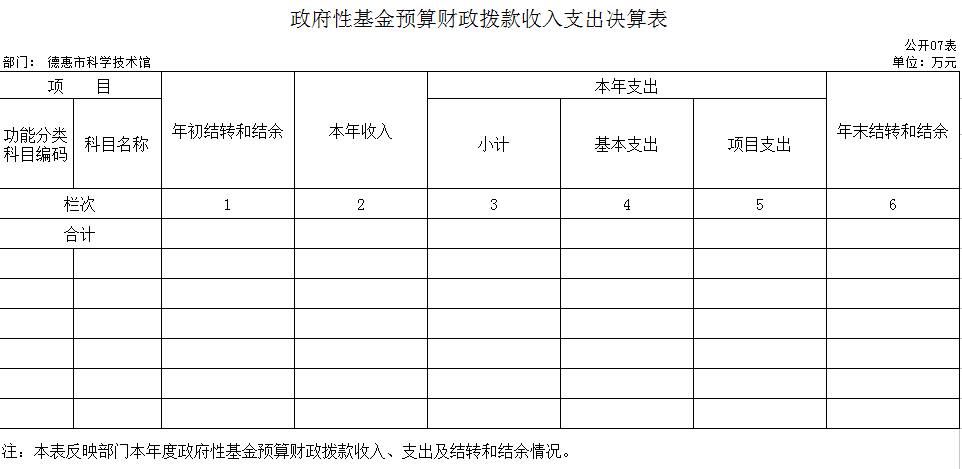 政府性基金预算财政拨款收入支出决算表
公开07表
部门： 德惠市科学技术馆 单位：万元
项 目 年初结转和结余 本年收入 本年支出 年末结转和结余
功能分类科目编码 科目名称 小计 基本支出 项目支出
栏次 1 2 3 4 5 6
合计
注：本表反映部门本年度政府性基金预算财政拨款收入、支出及结转和结余情况。